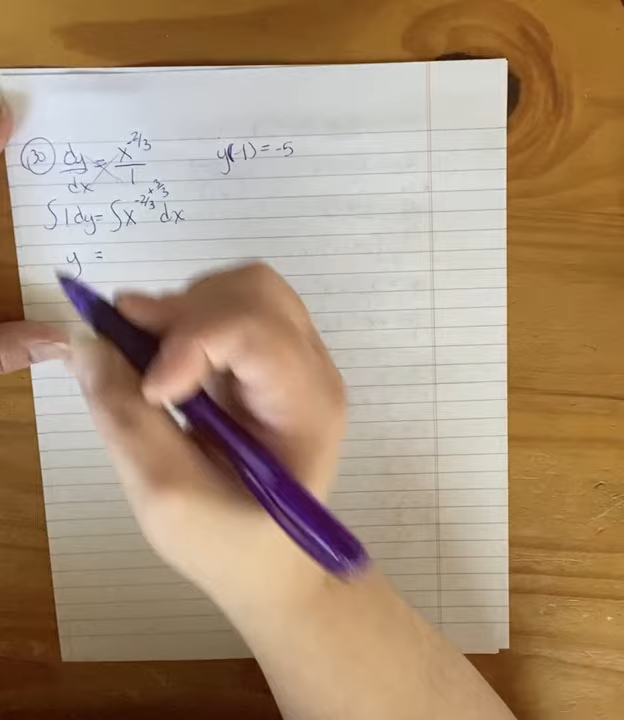 30 dy/dx = x^-2/3/1 y(-1) = -5
∫1dy = ∫x^-2/3 + 3/3 dx
y =